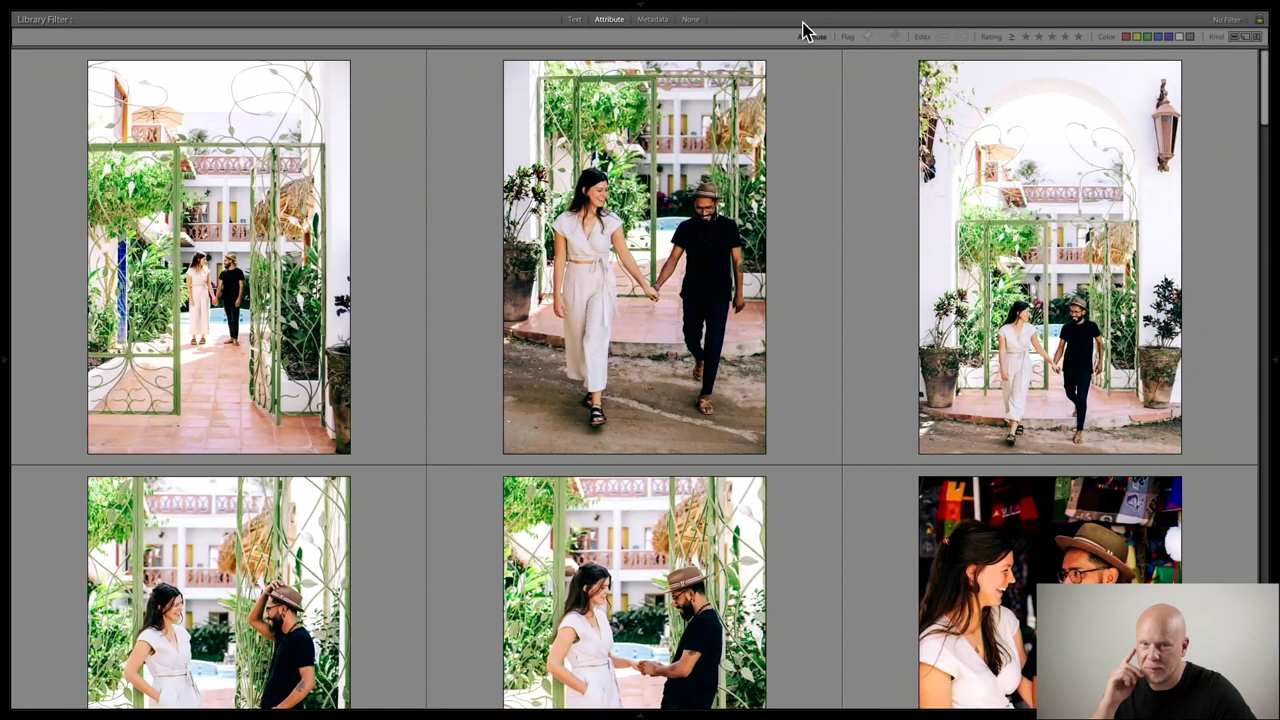 Library Filter :
Text Attribute Metadata None
No Filter
Flag Edits Rating ≥ Color Kind